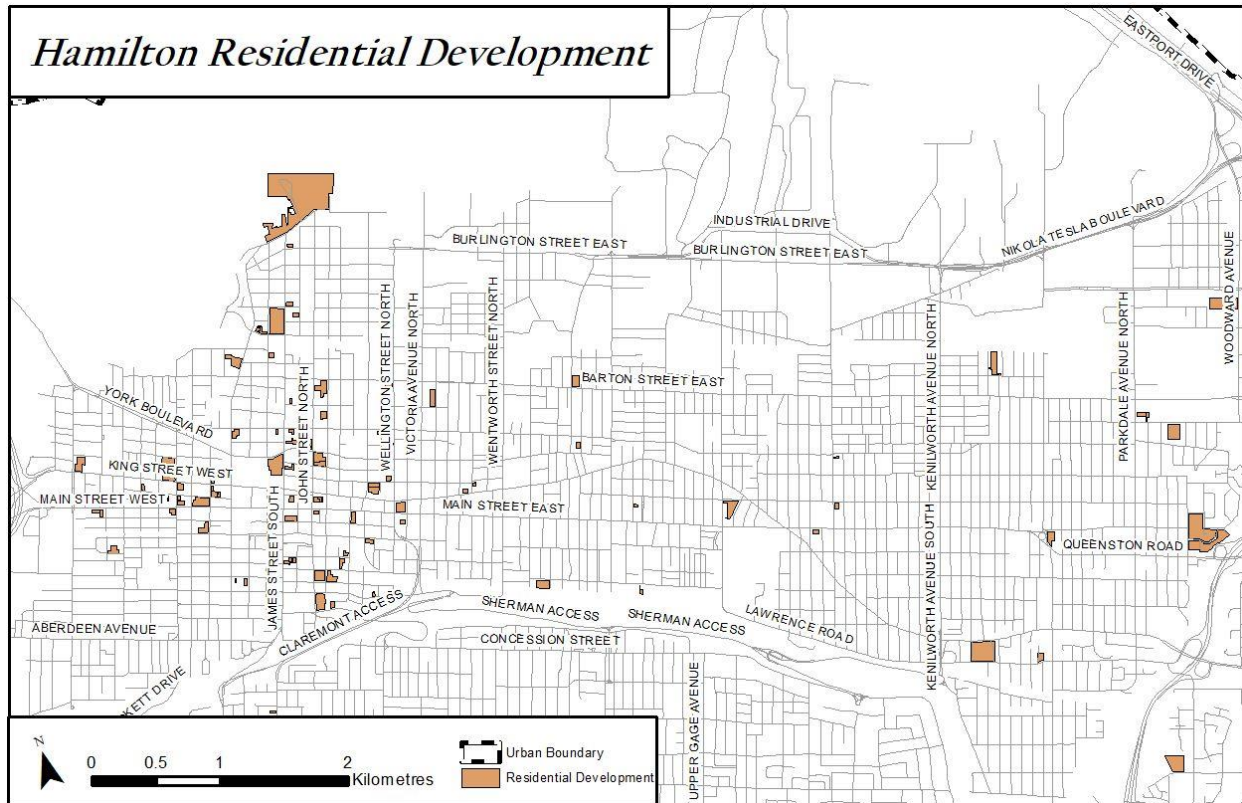 Hamilton Residential Development
EASTPORT DRIVE
INDUSTRIAL DRIVE
NIKOLA TESLA BOULEVARD
BURLINGTON STREET EAST
BURLINGTON STREET EAST
WOODWARD AVENUE
WELLINGTON STREET NORTH
VICTORIA AVENUE NORTH
WENTWORTH STREET NORTH
KENILWORTH AVENUE NORTH
PARKDALE AVENUE NORTH
JOHN STREET NORTH
BARTON STREET EAST
YORK BOULEVARD
KING STREET WEST
MAIN STREET WEST
MAIN STREET EAST
JAMES STREET SOUTH
QUEENSTON ROAD
KENILWORTH AVENUE SOUTH
CLAREMONT ACCESS
SHERMAN ACCESS
SHERMAN ACCESS
LAWRENCE ROAD
ABERDEEN AVENUE
CONCESSION STREET
KETT DRIVE
UPPER GAGE AVENUE
N
0 0.5 1 2
Kilometres
Urban Boundary
Residential Development